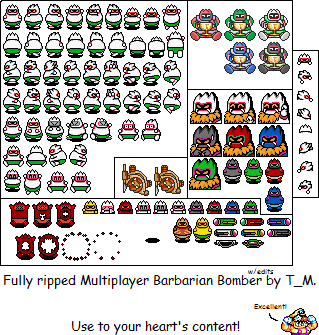 w/edits
Fully ripped Multiplayer Barbarian Bomber by T_M.
Excellent!
Use to your heart's content!